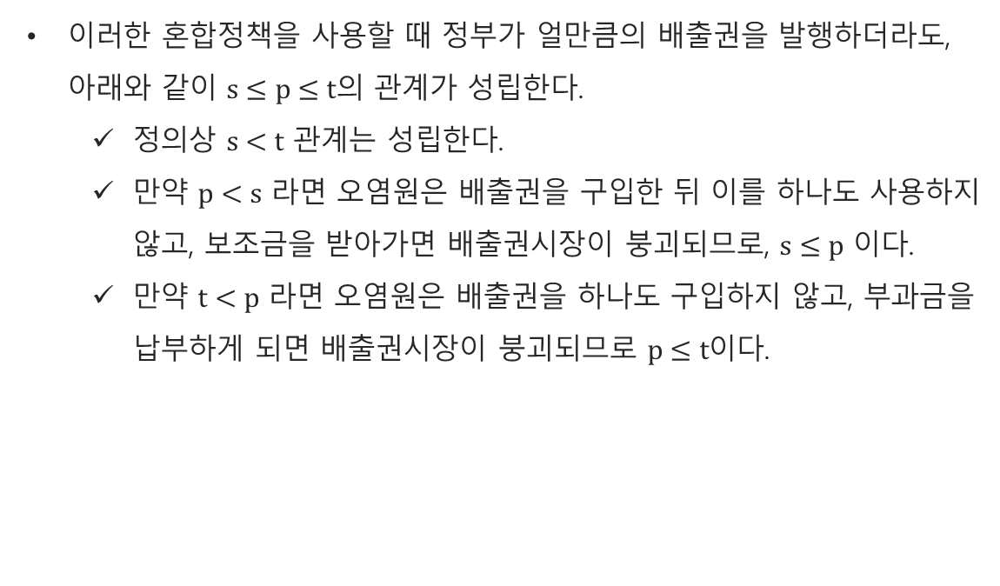 • 이러한 혼합정책을 사용할 때 정부가 얼만큼의 배출권을 발행하더라도,
아래와 같이 s ≤ p ≤ t의 관계가 성립한다.
✓ 정의상 s < t 관계는 성립한다.
✓ 만약 p < s 라면 오염원은 배출권을 구입한 뒤 이를 하나도 사용하지
않고, 보조금을 받아가면 배출권시장이 붕괴되므로, s ≤ p 이다.
✓ 만약 t < p 라면 오염원은 배출권을 하나도 구입하지 않고, 부과금을
납부하게 되면 배출권시장이 붕괴되므로 p ≤ t이다.